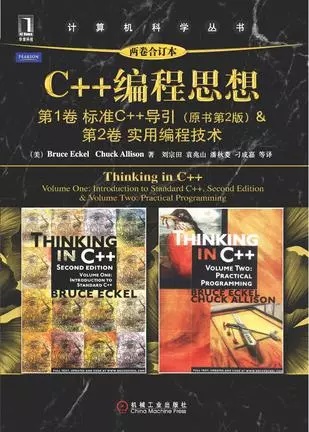 计算机科学丛书
华章教育
PEARSON
两卷合订本
C++编程思想
第1卷 标准C++导引（原书第2版）&
第2卷 实用编程技术
（美）Bruce Eckel Chuck Allison 著 刘宗田 袁兆山 潘秋菱 刁成嘉 等译
Thinking in C++
Volume One: Introduction to Standard C++, Second Edition
& Volume Two: Practical Programming
THINKING
IN C++
SECOND EDITION
VOLUME ONE:
INTRODUCTION TO
STANDARD C++
BRUCE ECKEL
THINKING
IN C++
VOLUME TWO:
PRACTICAL
PROGRAMMING
BRUCE ECKEL
CHUCK ALLISON
机械工业出版社
China Machine Press